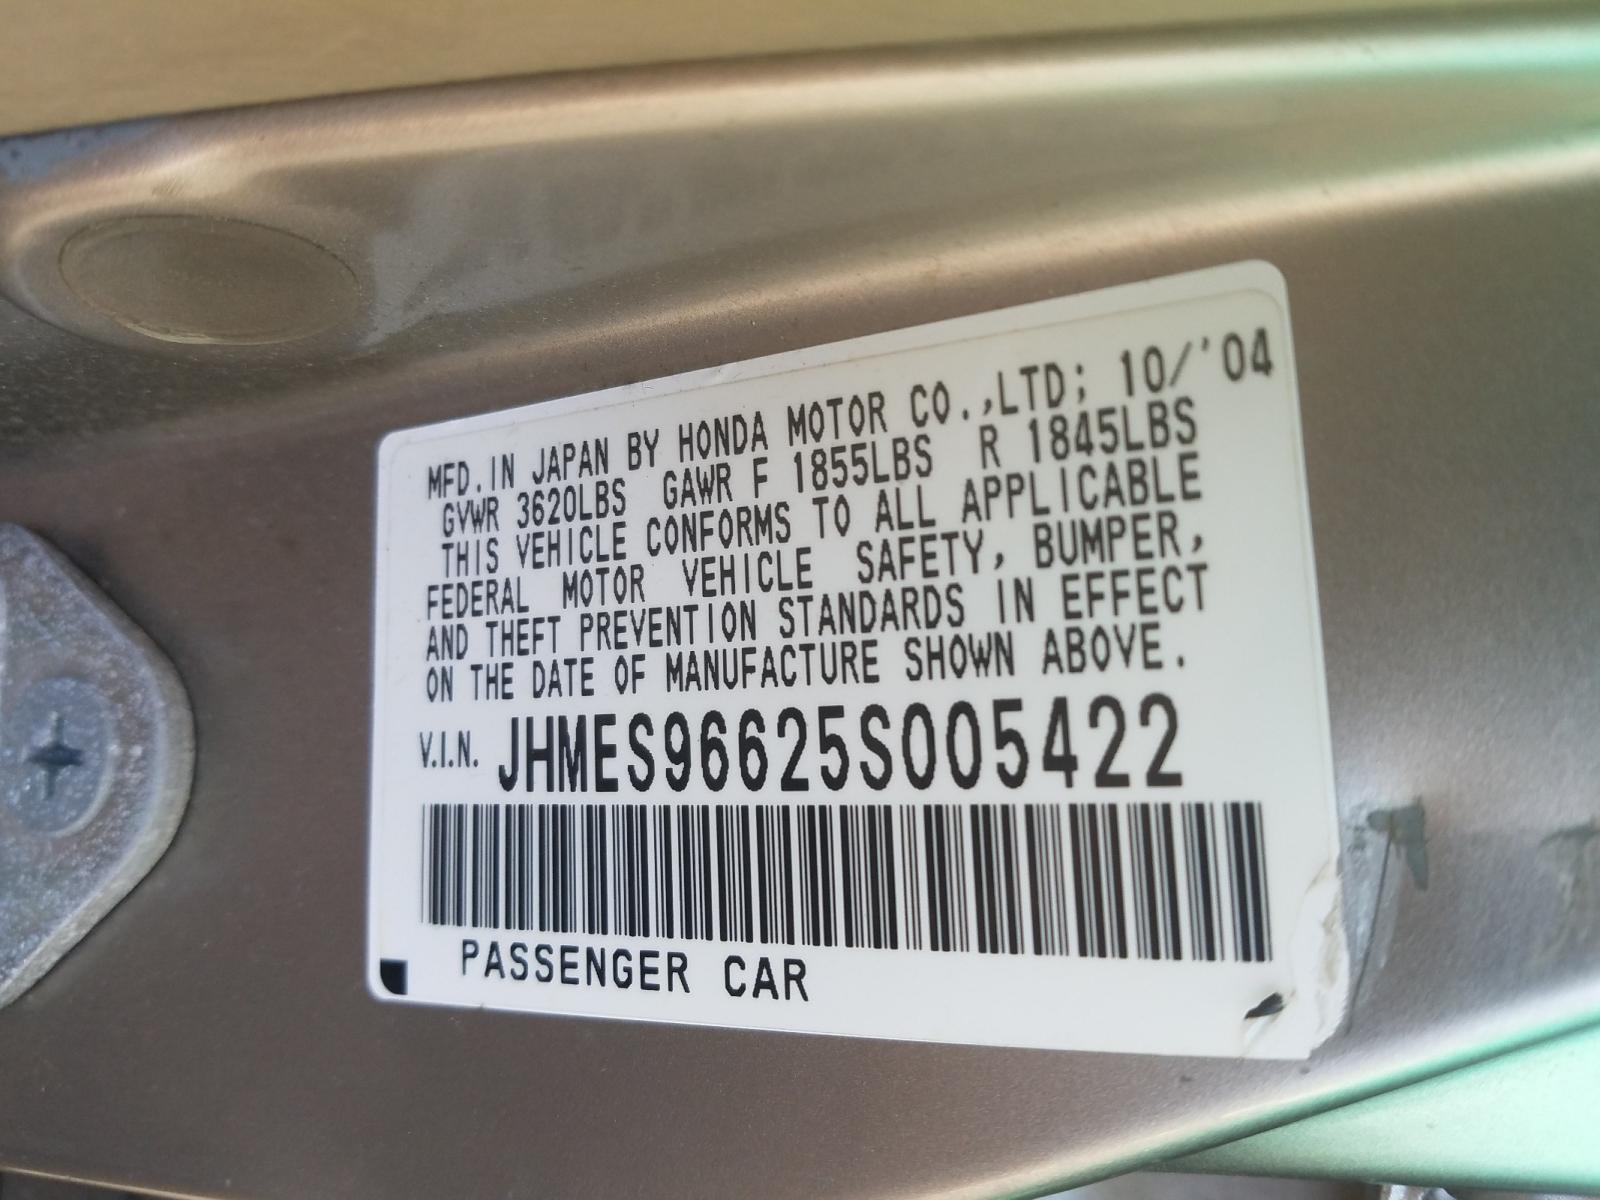 MFD. IN JAPAN BY HONDA MOTOR CO.,LTD; 10/'04
GVWR 3620LBS GAWR F 1855LBS R 1845LBS
THIS VEHICLE CONFORMS TO ALL APPLICABLE
FEDERAL MOTOR VEHICLE SAFETY, BUMPER,
AND THEFT PREVENTION STANDARDS IN EFFECT
ON THE DATE OF MANUFACTURE SHOWN ABOVE.
V.I.N. JHMES96625S005422
PASSENGER CAR